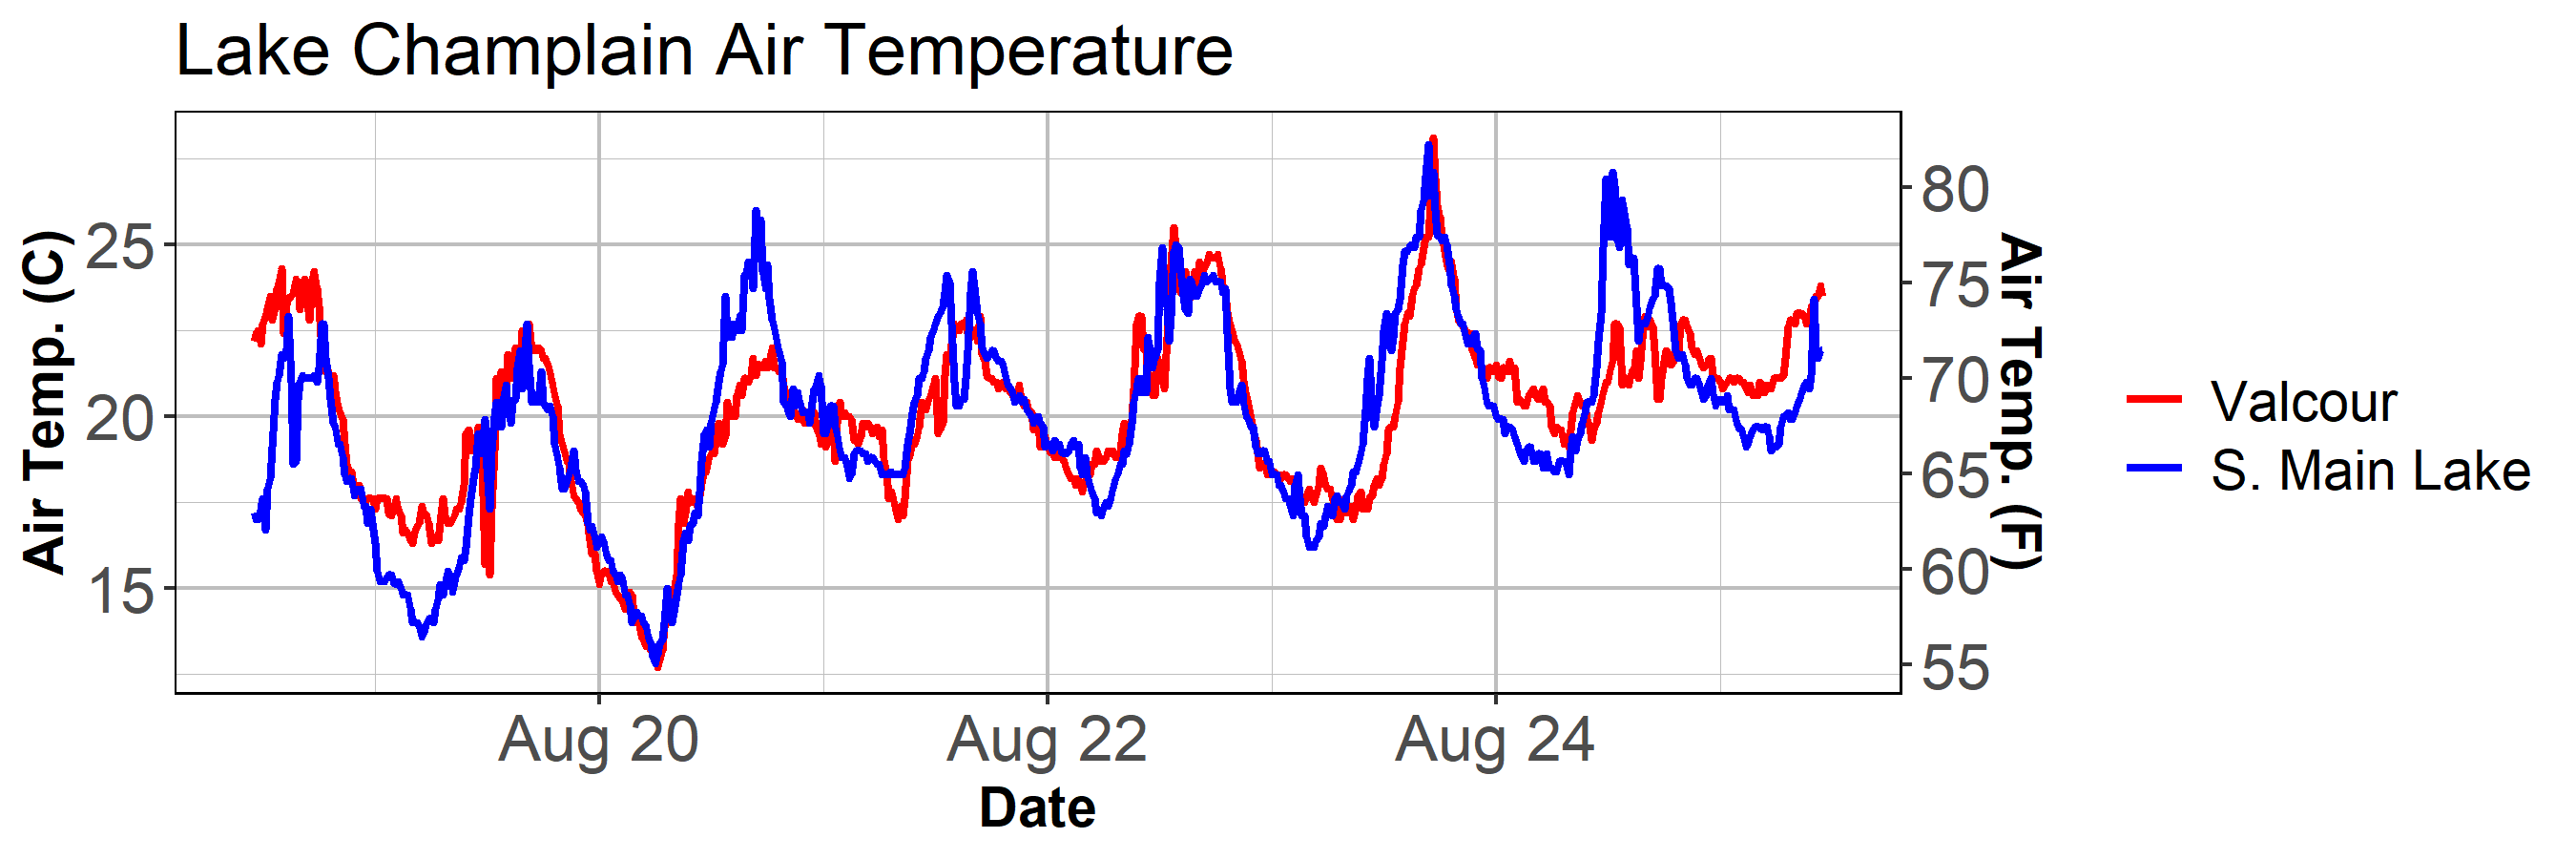 Lake Champlain Air Temperature
Air Temp. (C)
25
20
15
80
75
70
65
60
55
Air Temp. (F)
Aug 20
Aug 22
Aug 24
Date
Valcour
S. Main Lake